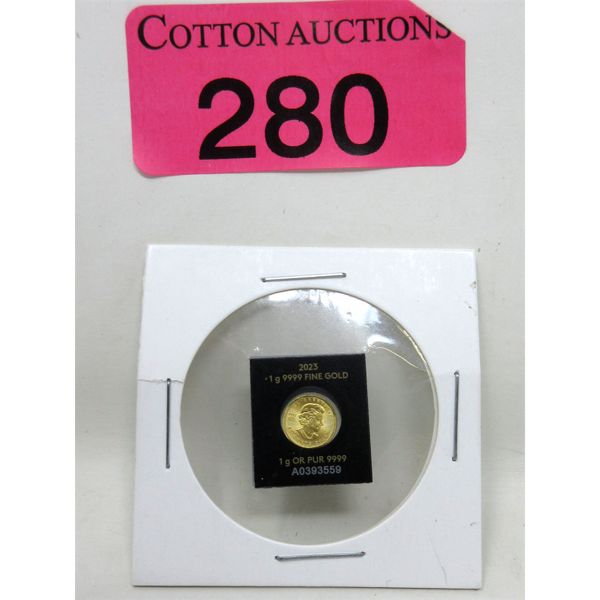 COTTON AUCTIONS
280
2023
1 g 9999 FINE GOLD
1 g OR PUR 9999
A0393559